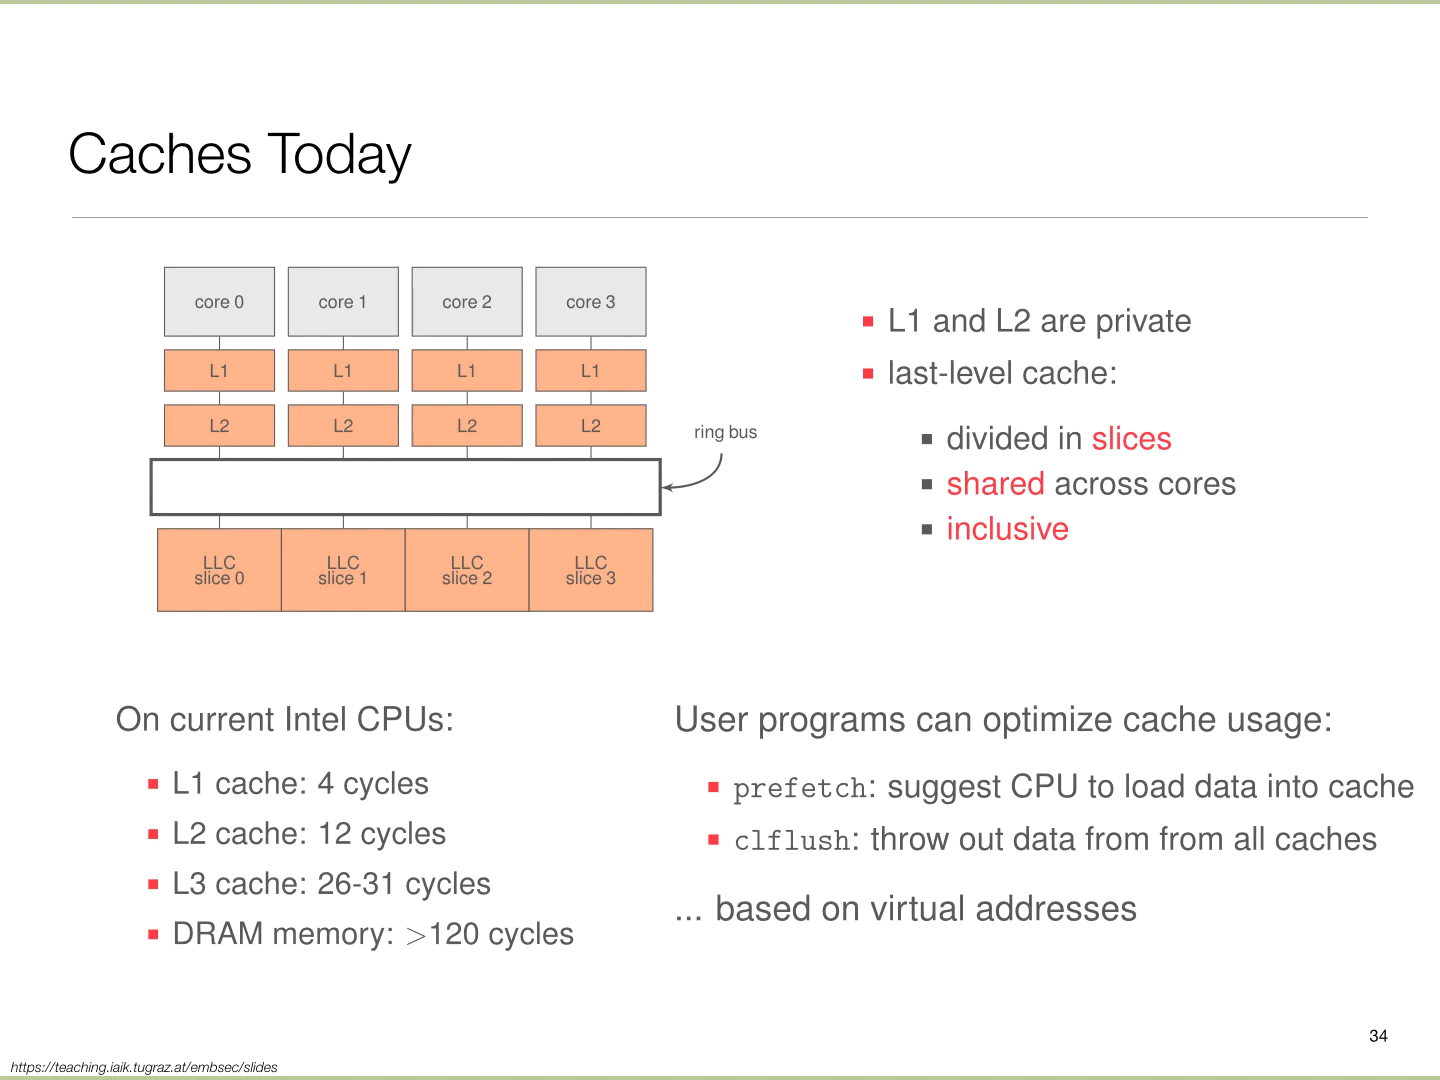 Caches Today
core 0
core 1
core 2
core 3
L1
L1
L1
L1
L2
L2
L2
L2
ring bus
LLC
slice 0
LLC
slice 1
LLC
slice 2
LLC
slice 3
L1 and L2 are private
last-level cache:
divided in slices
shared across cores
inclusive
On current Intel CPUs:
L1 cache: 4 cycles
L2 cache: 12 cycles
L3 cache: 26-31 cycles
DRAM memory: >120 cycles
User programs can optimize cache usage:
prefetch: suggest CPU to load data into cache
clflush: throw out data from from all caches
... based on virtual addresses
34
https://teaching.iaik.tugraz.at/embsec/slides